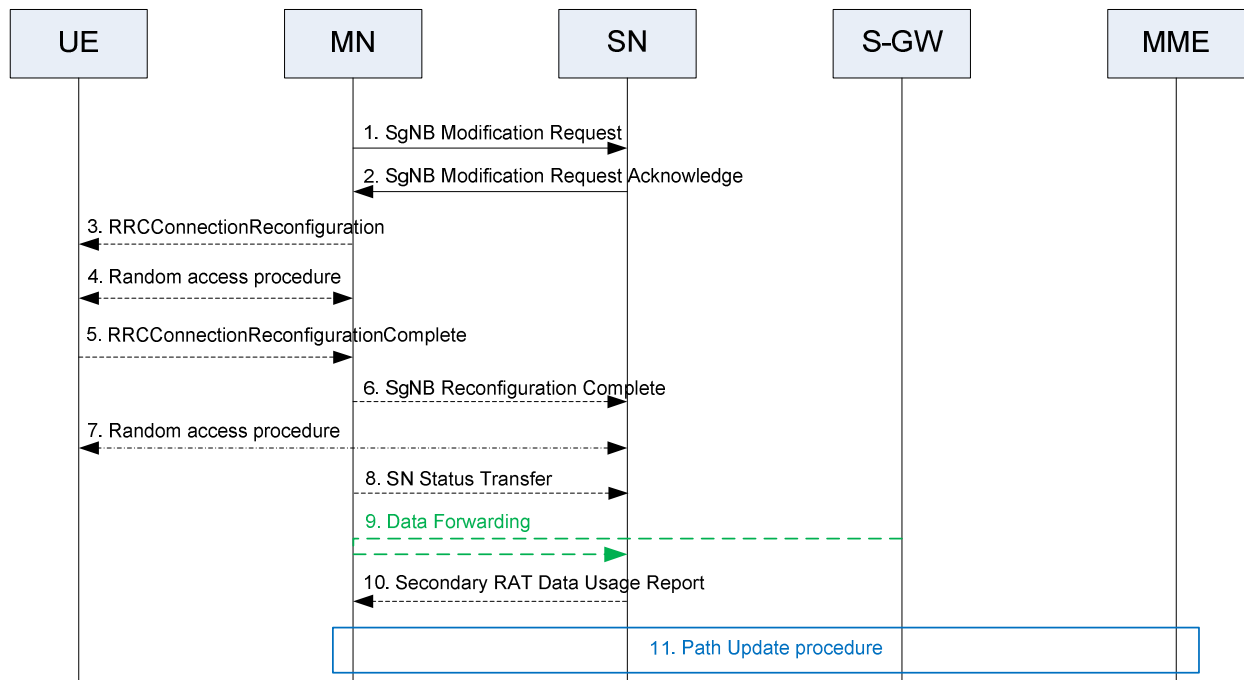 UE
MN
SN
S-GW
MME
1. SgNB Modification Request
2. SgNB Modification Request Acknowledge
3. RRCConnectionReconfiguration
4. Random access procedure
5. RRCConnectionReconfigurationComplete
6. SgNB Reconfiguration Complete
7. Random access procedure
8. SN Status Transfer
9. Data Forwarding
10. Secondary RAT Data Usage Report
11. Path Update procedure